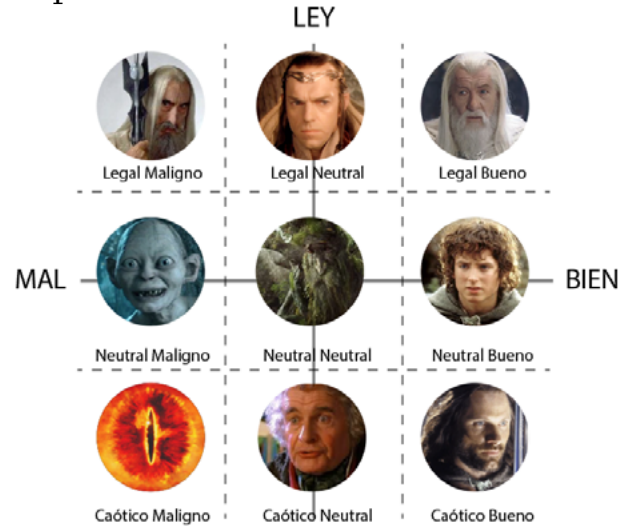 LEY
Legal Maligno
Legal Neutral
Legal Bueno
MAL
BIEN
Neutral Maligno
Neutral Neutral
Neutral Bueno
Caótico Maligno
Caótico Neutral
Caótico Bueno